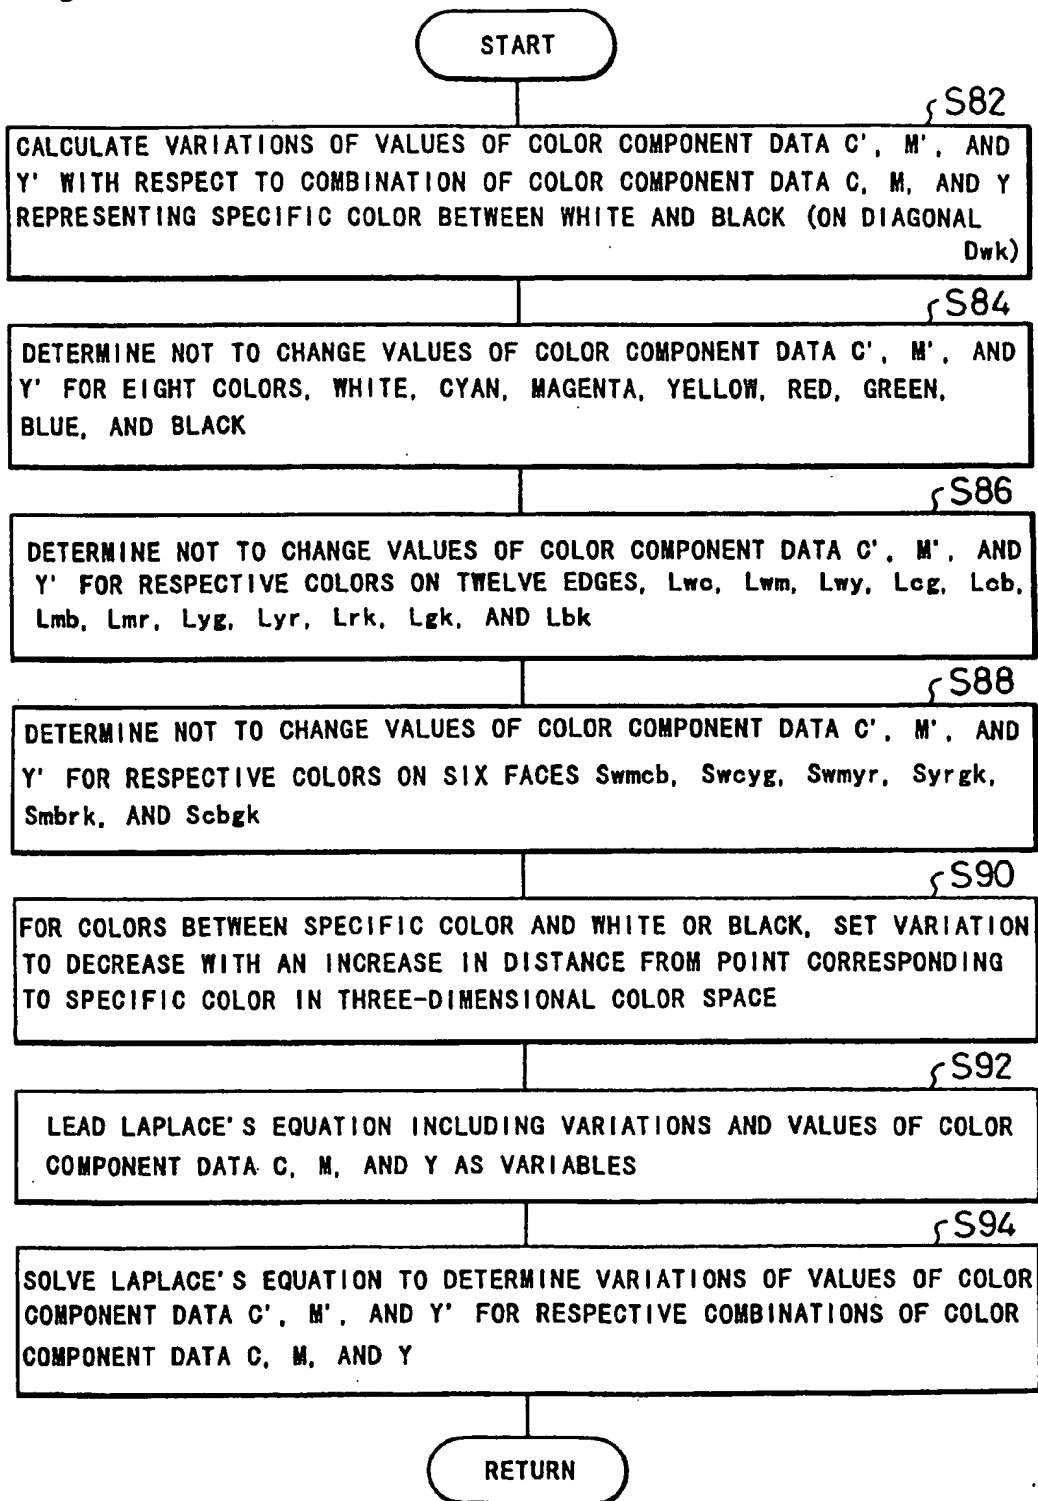 START
S82
CALCULATE VARIATIONS OF VALUES OF COLOR COMPONENT DATA C', M', AND
Y' WITH RESPECT TO COMBINATION OF COLOR COMPONENT DATA C, M, AND Y
REPRESENTING SPECIFIC COLOR BETWEEN WHITE AND BLACK (ON DIAGONAL
Dwk)
S84
DETERMINE NOT TO CHANGE VALUES OF COLOR COMPONENT DATA C', M', AND
Y' FOR EIGHT COLORS, WHITE, CYAN, MAGENTA, YELLOW, RED, GREEN,
BLUE, AND BLACK
S86
DETERMINE NOT TO CHANGE VALUES OF COLOR COMPONENT DATA C', M', AND
Y' FOR RESPECTIVE COLORS ON TWELVE EDGES, Lwc, Lwm, Lwy, Lcg, Lcb,
Lmb, Lmr, Lyg, Lyr, Lrk, Lgk, AND Lbk
S88
DETERMINE NOT TO CHANGE VALUES OF COLOR COMPONENT DATA C', M', AND
Y' FOR RESPECTIVE COLORS ON SIX FACES Swmcb, Swcyg, Swmyr, Syrgk,
Smbrk, AND Scbgk
S90
FOR COLORS BETWEEN SPECIFIC COLOR AND WHITE OR BLACK, SET VARIATION
TO DECREASE WITH AN INCREASE IN DISTANCE FROM POINT CORRESPONDING
TO SPECIFIC COLOR IN THREE-DIMENSIONAL COLOR SPACE
S92
LEAD LAPLACE'S EQUATION INCLUDING VARIATIONS AND VALUES OF COLOR
COMPONENT DATA C, M, AND Y AS VARIABLES
S94
SOLVE LAPLACE'S EQUATION TO DETERMINE VARIATIONS OF VALUES OF COLOR
COMPONENT DATA C', M', AND Y' FOR RESPECTIVE COMBINATIONS OF COLOR
COMPONENT DATA C, M, AND Y
RETURN